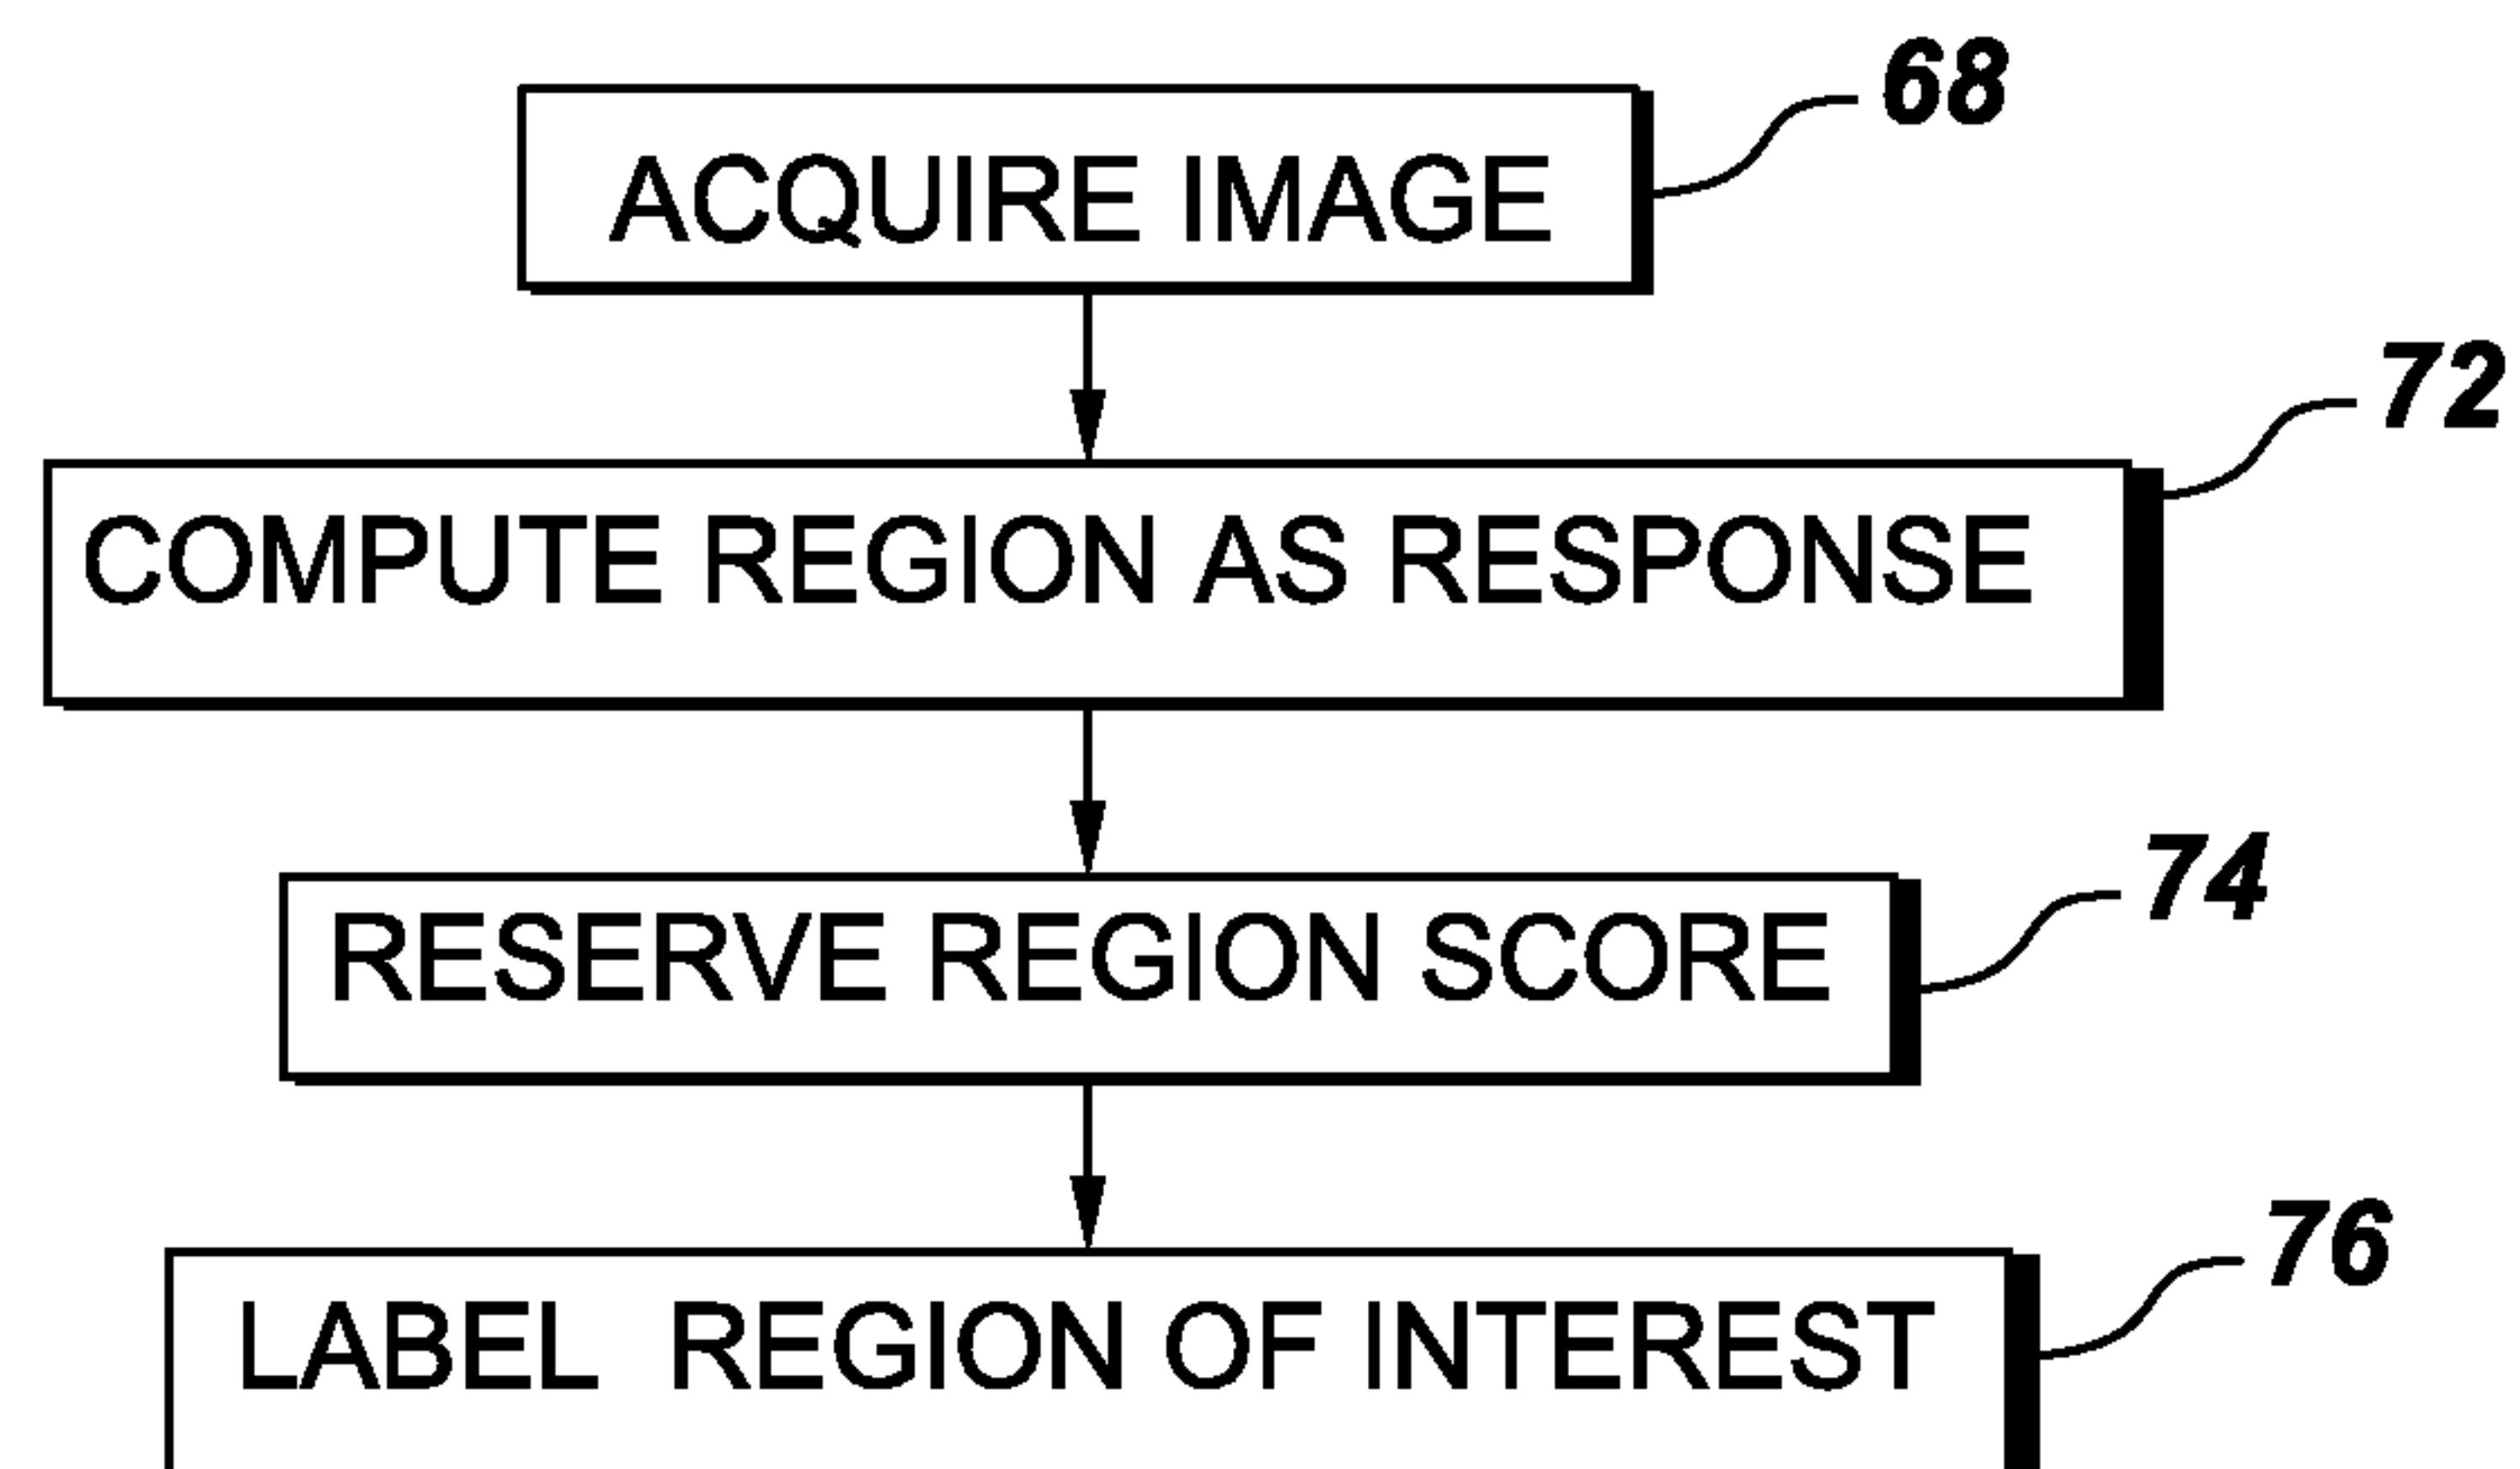 68
ACQUIRE IMAGE
72
COMPUTE REGION AS RESPONSE
74
RESERVE REGION SCORE
76
LABEL REGION OF INTEREST